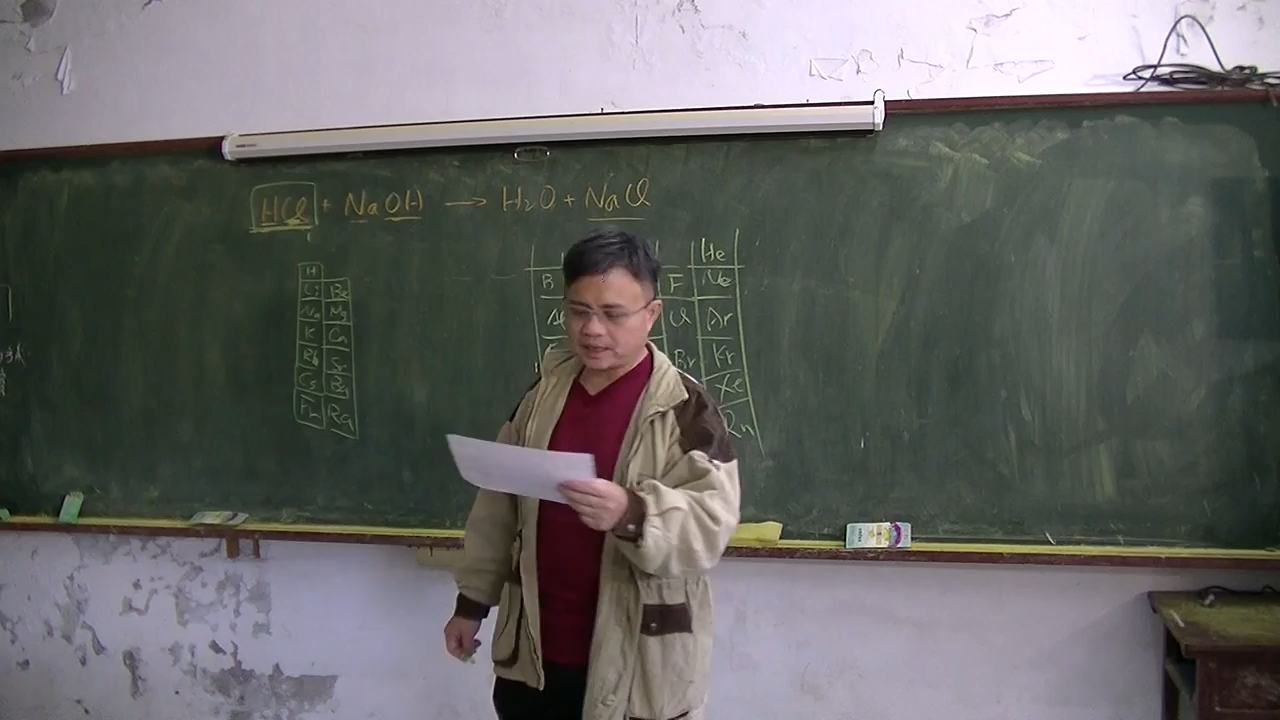 HCl + NaOH → H₂O + NaCl
H
He
Li Be
B F Ne
Na Mg
Al Cl Ar
K Ca
Br Kr
Rb Sr
Xe
Cs Ba
Rn
Fr Ra